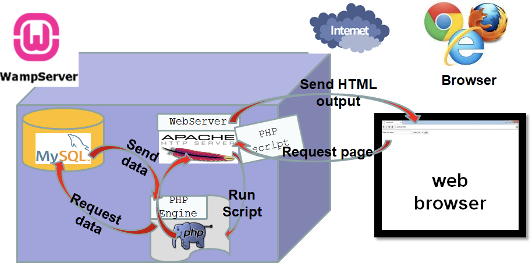 WampServer
Internet
Browser
Send HTML
output
WebServer
APACHE
HTTP SERVER
PHP
script
Request page
MySQL
Send
data
Request
data
PHP
Engine
php
Run
Script
web
browser